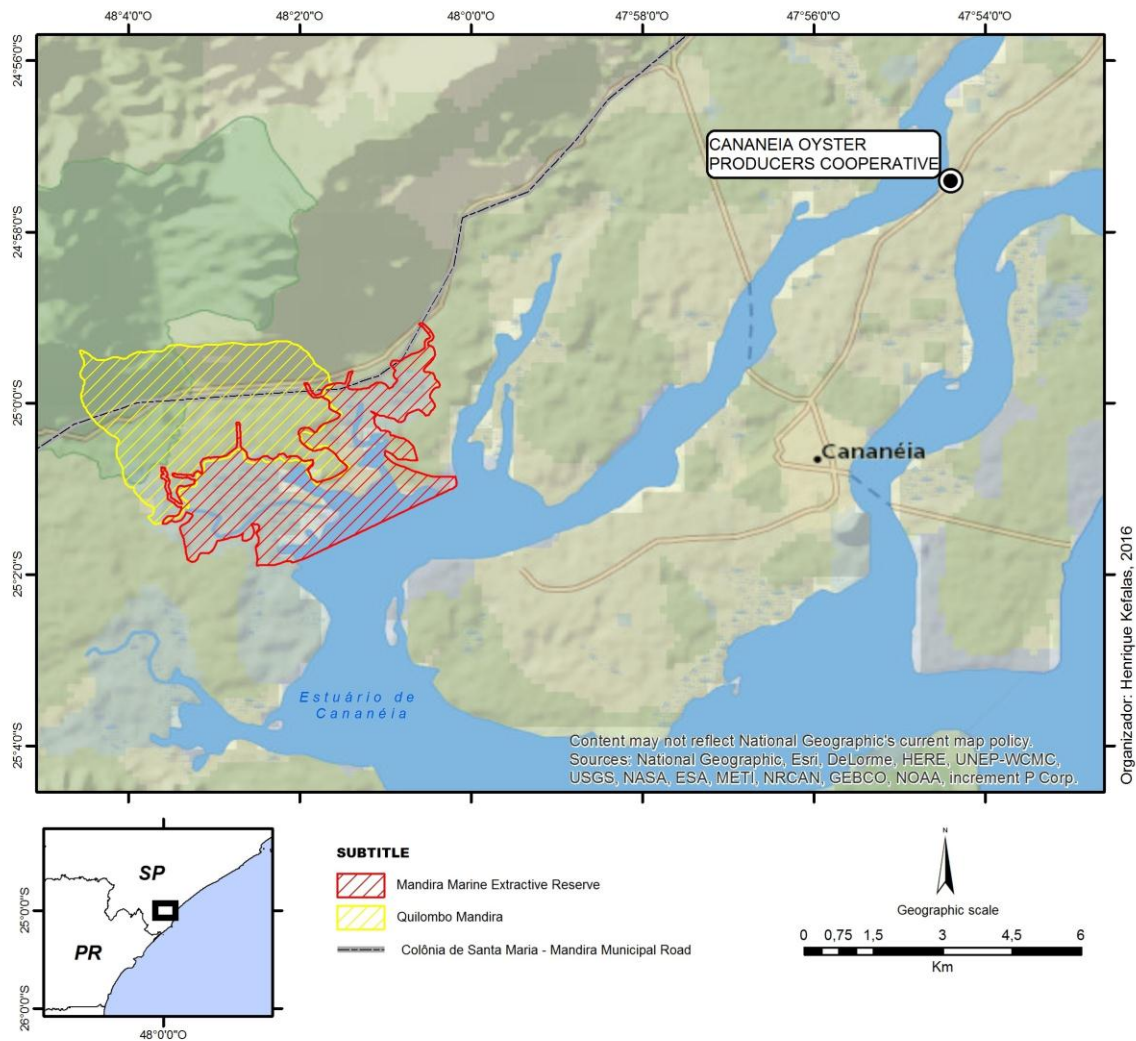 48°4'0"O 48°2'0"O 48°0'0"O 47°58'0"O 47°56'0"O 47°54'0"O
24°56'0"S
24°58'0"S
25°0'0"S
25°2'0"S
25°4'0"S
CANANEIA OYSTER
PRODUCERS COOPERATIVE
Cananéia
Estuário de
Cananéia
Content may not reflect National Geographic's current map policy.
Sources: National Geographic, Esri, DeLorme, HERE, UNEP-WCMC,
USGS, NASA, ESA, METI, NRCAN, GEBCO, NOAA, increment P Corp.
Organizador: Henrique Kefalas, 2016
SP
PR
25°0'0"S
26°0'0"S
48°0'0"O
SUBTITLE
Mandira Marine Extractive Reserve
Quilombo Mandira
Colônia de Santa Maria - Mandira Municipal Road
N
Geographic scale
0 0,75 1,5 3 4,5 6
Km